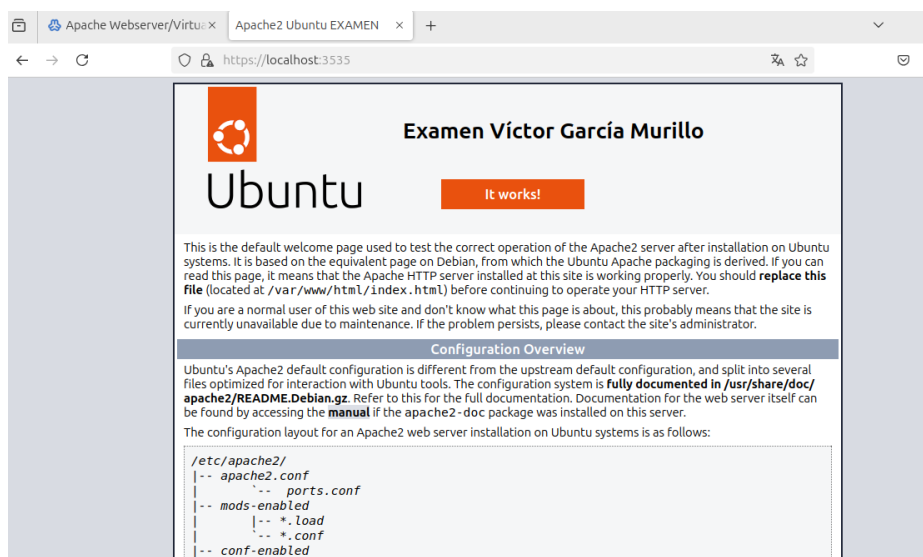 Apache Webserver/Virtua
Apache2 Ubuntu EXAMEN
https://localhost:3535
Examen Víctor García Murillo
Ubuntu
It works!
This is the default welcome page used to test the correct operation of the Apache2 server after installation on Ubuntu
systems. It is based on the equivalent page on Debian, from which the Ubuntu Apache packaging is derived. If you can
read this page, it means that the Apache HTTP server installed at this site is working properly. You should replace this
file (located at /var/www/html/index.html) before continuing to operate your HTTP server.
If you are a normal user of this web site and don't know what this page is about, this probably means that the site is
currently unavailable due to maintenance. If the problem persists, please contact the site's administrator.
Configuration Overview
Ubuntu's Apache2 default configuration is different from the upstream default configuration, and split into several
files optimized for interaction with Ubuntu tools. The configuration system is fully documented in /usr/share/doc/
apache2/README.Debian.gz. Refer to this for the full documentation. Documentation for the web server itself can
be found by accessing the manual if the apache2-doc package was installed on this server.
The configuration layout for an Apache2 web server installation on Ubuntu systems is as follows:
/etc/apache2/
|-- apache2.conf
|       `--  ports.conf
|-- mods-enabled
|       |-- *.load
|       `-- *.conf
|-- conf-enabled